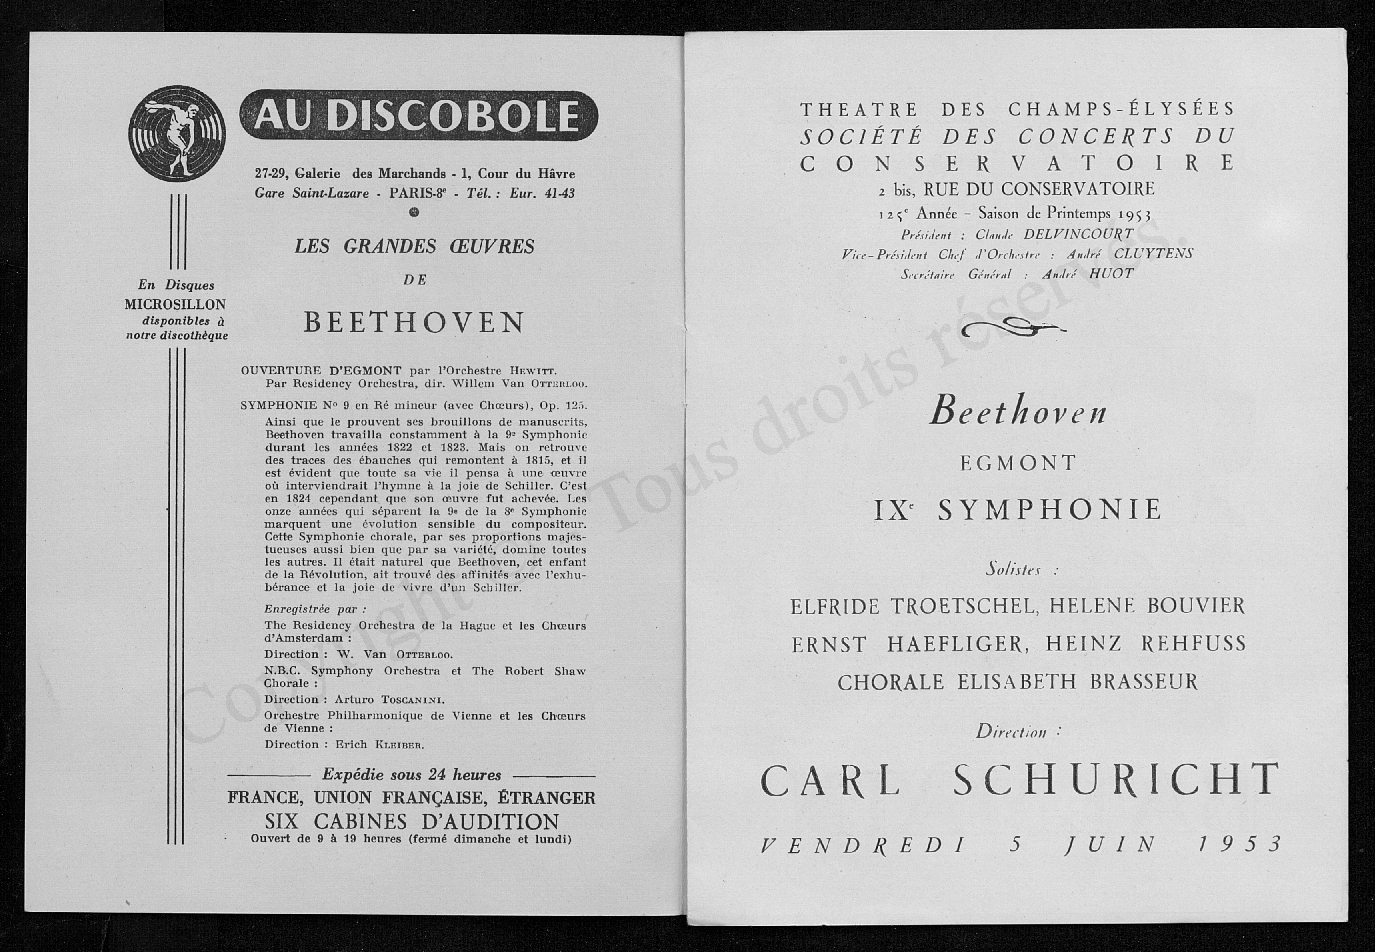 AU DISCOBOLE
27-29, Galerie des Marchands - 1, Cour du Hâvre
Gare Saint-Lazare - PARIS-8e - Tél. : Eur. 41-43
En Disques
MICROSILLON
disponibles à
notre discothèque
LES GRANDES ŒUVRES
DE
BEETHOVEN
OUVERTURE D'EGMONT par l'Orchestre HEWITT.
Par Residency Orchestra, dir. Willem Van OTTERLOO.
SYMPHONIE No 9 en Ré mineur (avec Chœurs), Op. 125.
Ainsi que le prouvent ses brouillons de manuscrits,
Beethoven travailla constamment à la 9e Symphonie
durant les années 1822 et 1823. Mais on retrouve
des traces des ébauches qui remontent à 1815, et il
est évident que toute sa vie il pensa à une œuvre
où interviendrait l'hymne à la joie de Schiller. C'est
en 1824 cependant que son œuvre fut achevée. Les
onze années qui séparent la 9e de la 8e Symphonie
marquent une évolution sensible du compositeur.
Cette Symphonie chorale, par ses proportions majes-
tueuses aussi bien que par sa variété, domine toutes
les autres. Il était naturel que Beethoven, cet enfant
de la Révolution, ait trouvé des affinités avec l'exhu-
bérance et la joie de vivre d'un Schiller.
Enregistrée par :
The Residency Orchestra de la Hague et les Chœurs
d'Amsterdam :
Direction : W. Van OTTERLOO.
N.B.C. Symphony Orchestra et The Robert Shaw
Chorale :
Direction : Arturo TOSCANINI.
Orchestre Philharmonique de Vienne et les Chœurs
de Vienne :
Direction : Erich KLEIBER.
Expédie sous 24 heures
FRANCE, UNION FRANÇAISE, ÉTRANGER
SIX CABINES D'AUDITION
Ouvert de 9 à 19 heures (fermé dimanche et lundi)
THEATRE DES CHAMPS-ÉLYSÉES
SOCIÉTÉ DES CONCERTS DU
CONSERVATOIRE
2 bis, RUE DU CONSERVATOIRE
125e Année - Saison de Printemps 1953
Président : Claude DELVINCOURT
Vice-Président Chef d'Orchestre : André CLUYTENS
Secrétaire Général : André HUOT
Beethoven
EGMONT
IXe SYMPHONIE
Solistes :
ELFRIDE TROETSCHEL, HELENE BOUVIER
ERNST HAEFLIGER, HEINZ REHFUSS
CHORALE ELISABETH BRASSEUR
Direction :
CARL SCHURICHT
VENDREDI 5 JUIN 1953
Copyright Tous droits réservés.